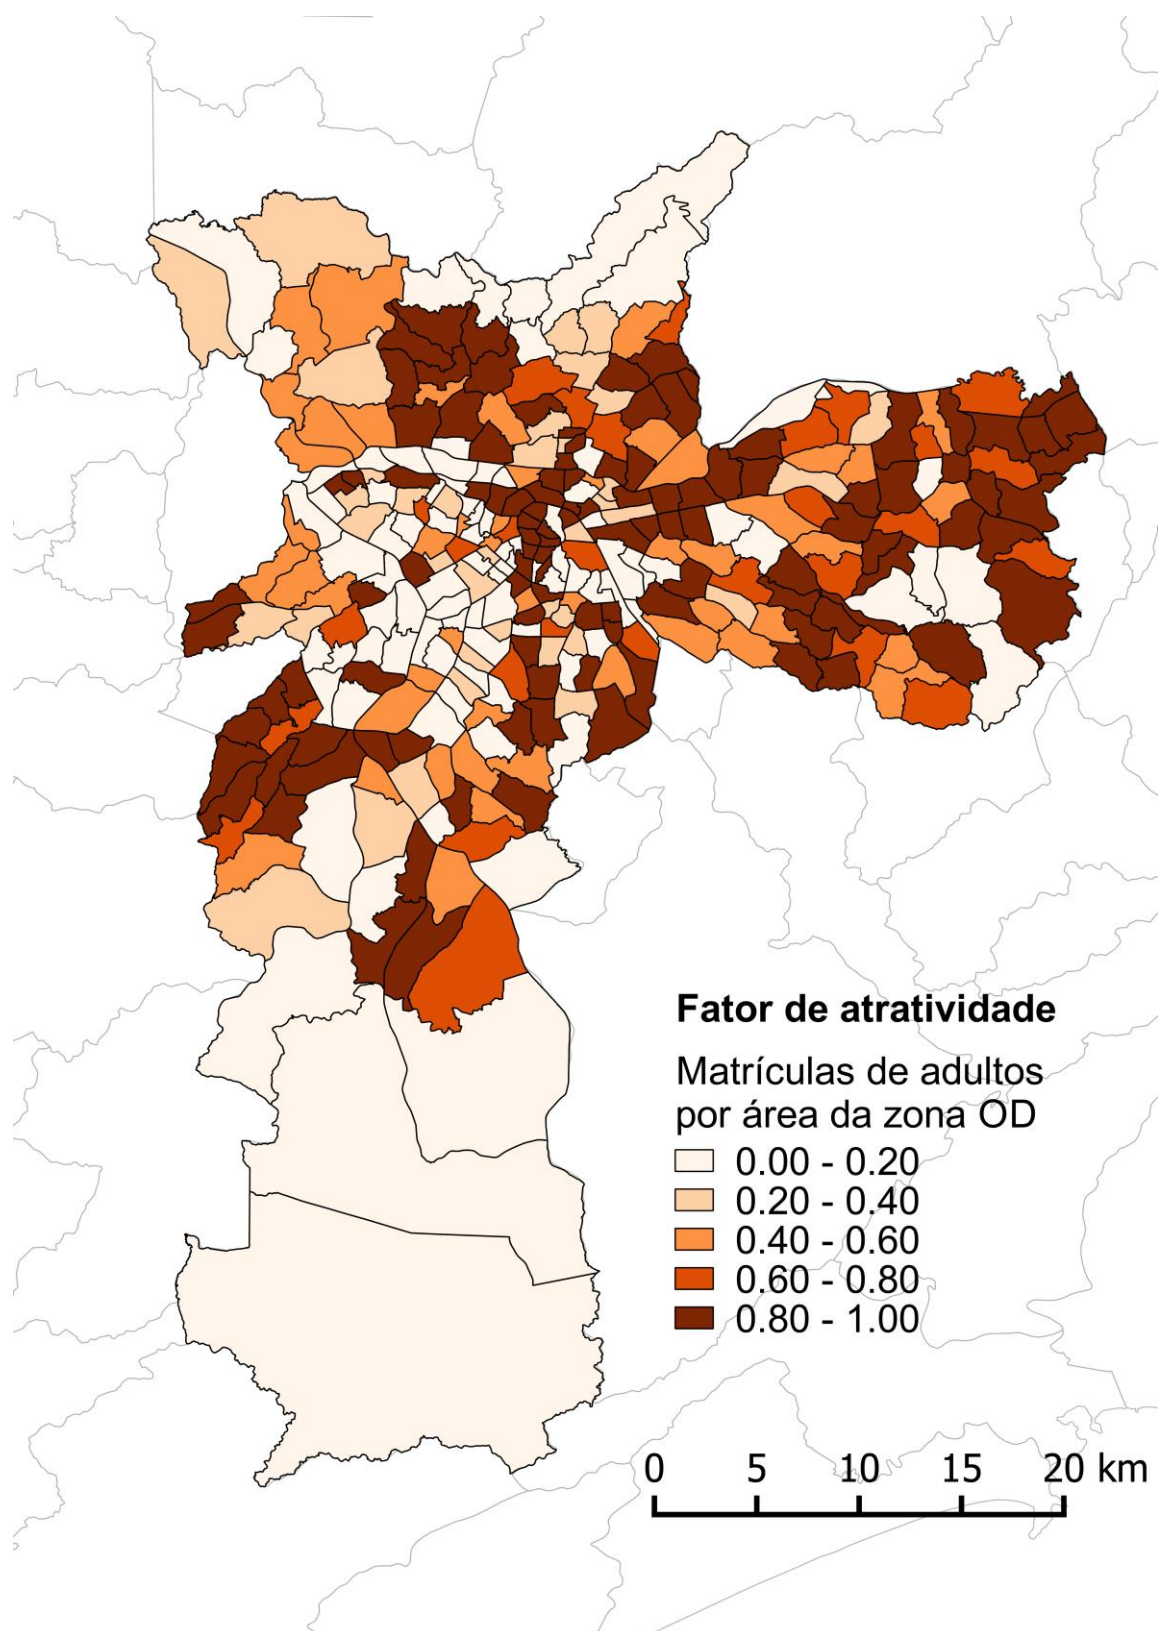 Fator de atratividade
Matrículas de adultos
por área da zona OD
0.00 - 0.20
0.20 - 0.40
0.40 - 0.60
0.60 - 0.80
0.80 - 1.00
0 5 10 15 20 km